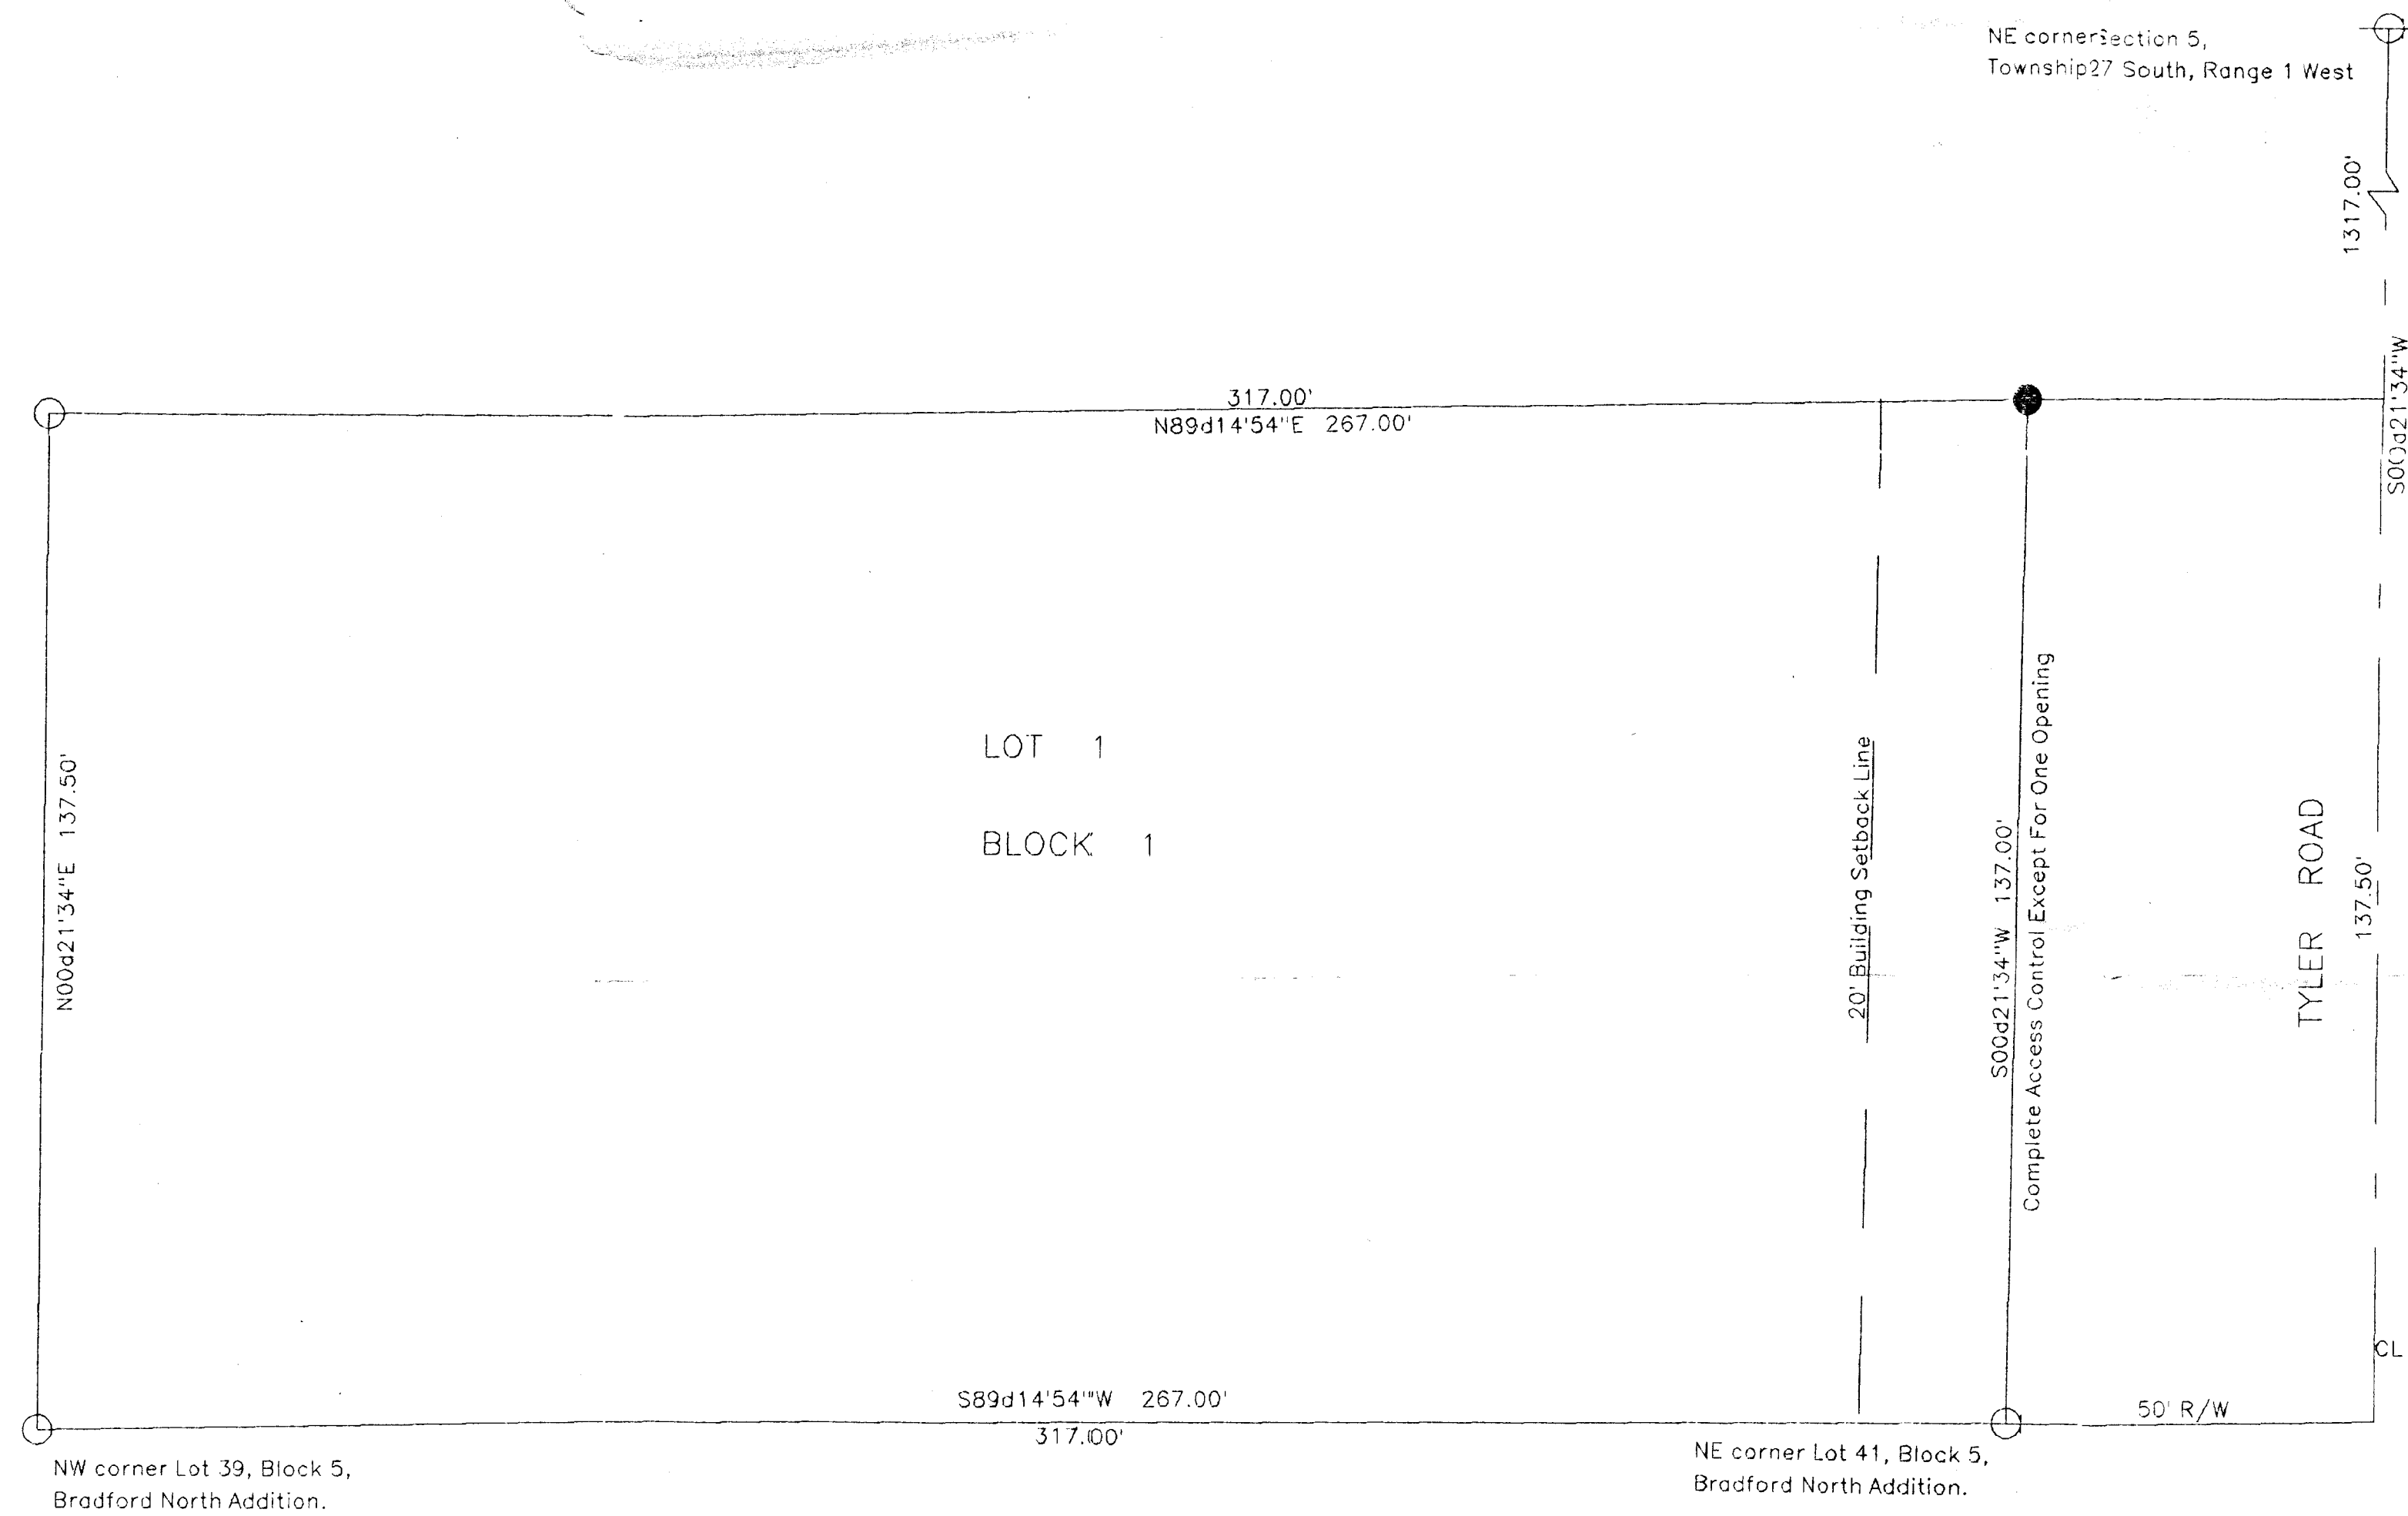 NE corner Section 5,
Township 27 South, Range 1 West
1317.00'
S00d21'34"W
317.00'
N89d14'54"E 267.00'
LOT 1
BLOCK 1
N00d21'34"E 137.50'
20' Building Setback Line
S00d21'34"W 137.00'
Complete Access Control Except For One Opening
TYLER ROAD
137.50'
CL
S89d14'54'"W 267.00'
317.00'
50' R/W
NW corner Lot 39, Block 5,
Bradford North Addition.
NE corner Lot 41, Block 5,
Bradford North Addition.